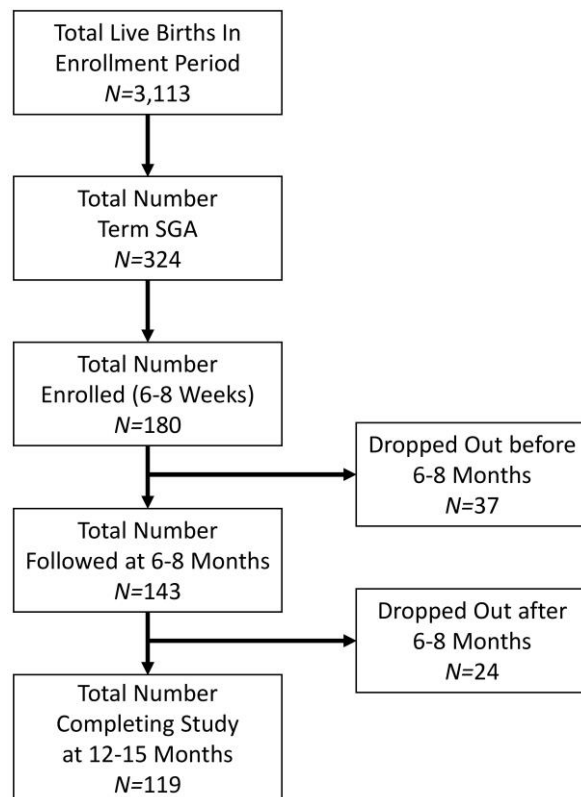 Total Live Births In
Enrollment Period
N=3,113
Total Number
Term SGA
N=324
Total Number
Enrolled (6-8 Weeks)
N=180
Dropped Out before
6-8 Months
N=37
Total Number
Followed at 6-8 Months
N=143
Dropped Out after
6-8 Months
N=24
Total Number
Completing Study
at 12-15 Months
N=119